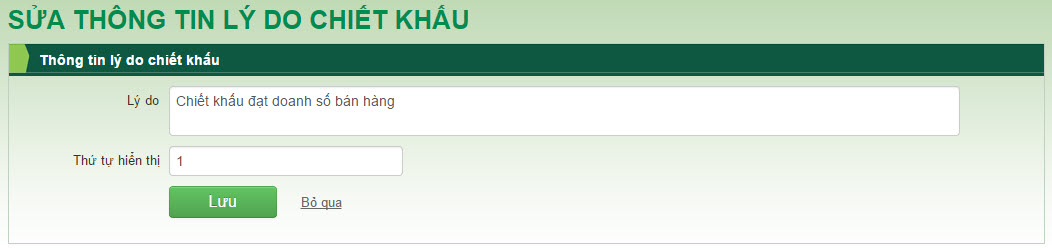 SỬA THÔNG TIN LÝ DO CHIẾT KHẤU
Thông tin lý do chiết khấu
Lý do Chiết khấu đạt doanh số bán hàng
Thứ tự hiển thị 1
Lưu Bỏ qua